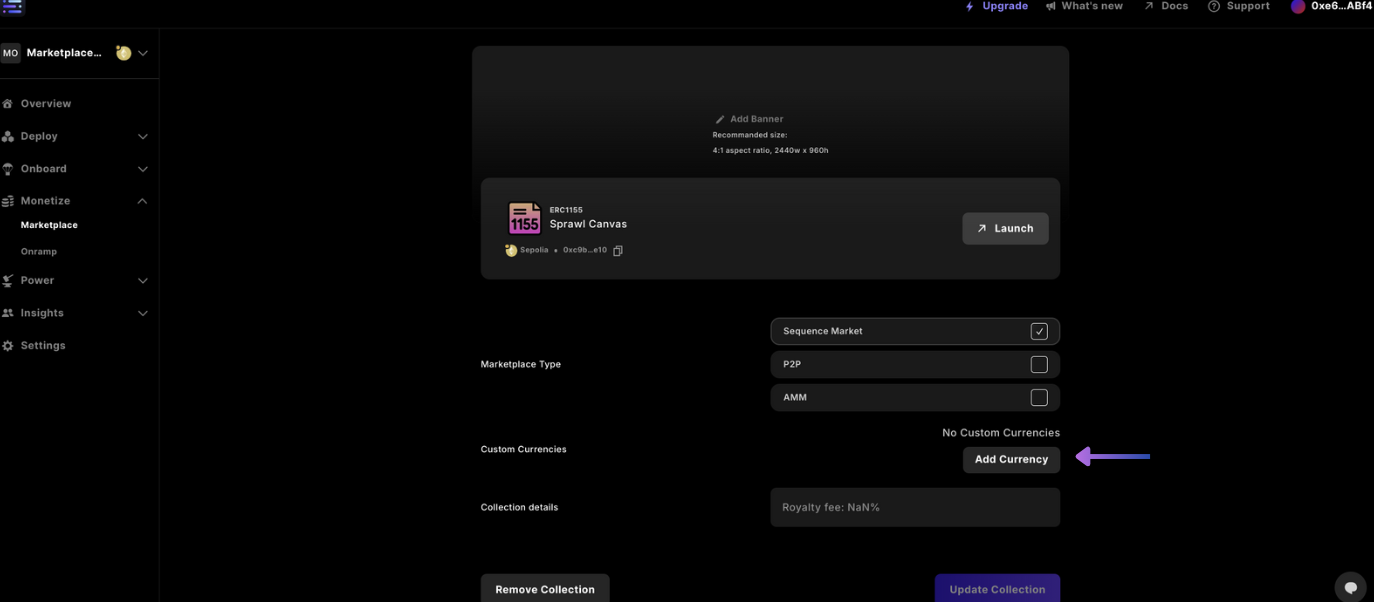 Upgrade
What's new
Docs
Support
0xe6...ABf4
MO
Marketplace...
Overview
Deploy
Onboard
Monetize
Marketplace
Onramp
Power
Insights
Settings
Add Banner
Recommanded size:
4:1 aspect ratio, 2440w x 960h
1155
ERC1155
Sprawl Canvas
Sepolia • 0xc9b...e10
Launch
Marketplace Type
Sequence Market
P2P
AMM
Custom Currencies
No Custom Currencies
Add Currency
Collection details
Royalty fee: NaN%
Remove Collection
Update Collection